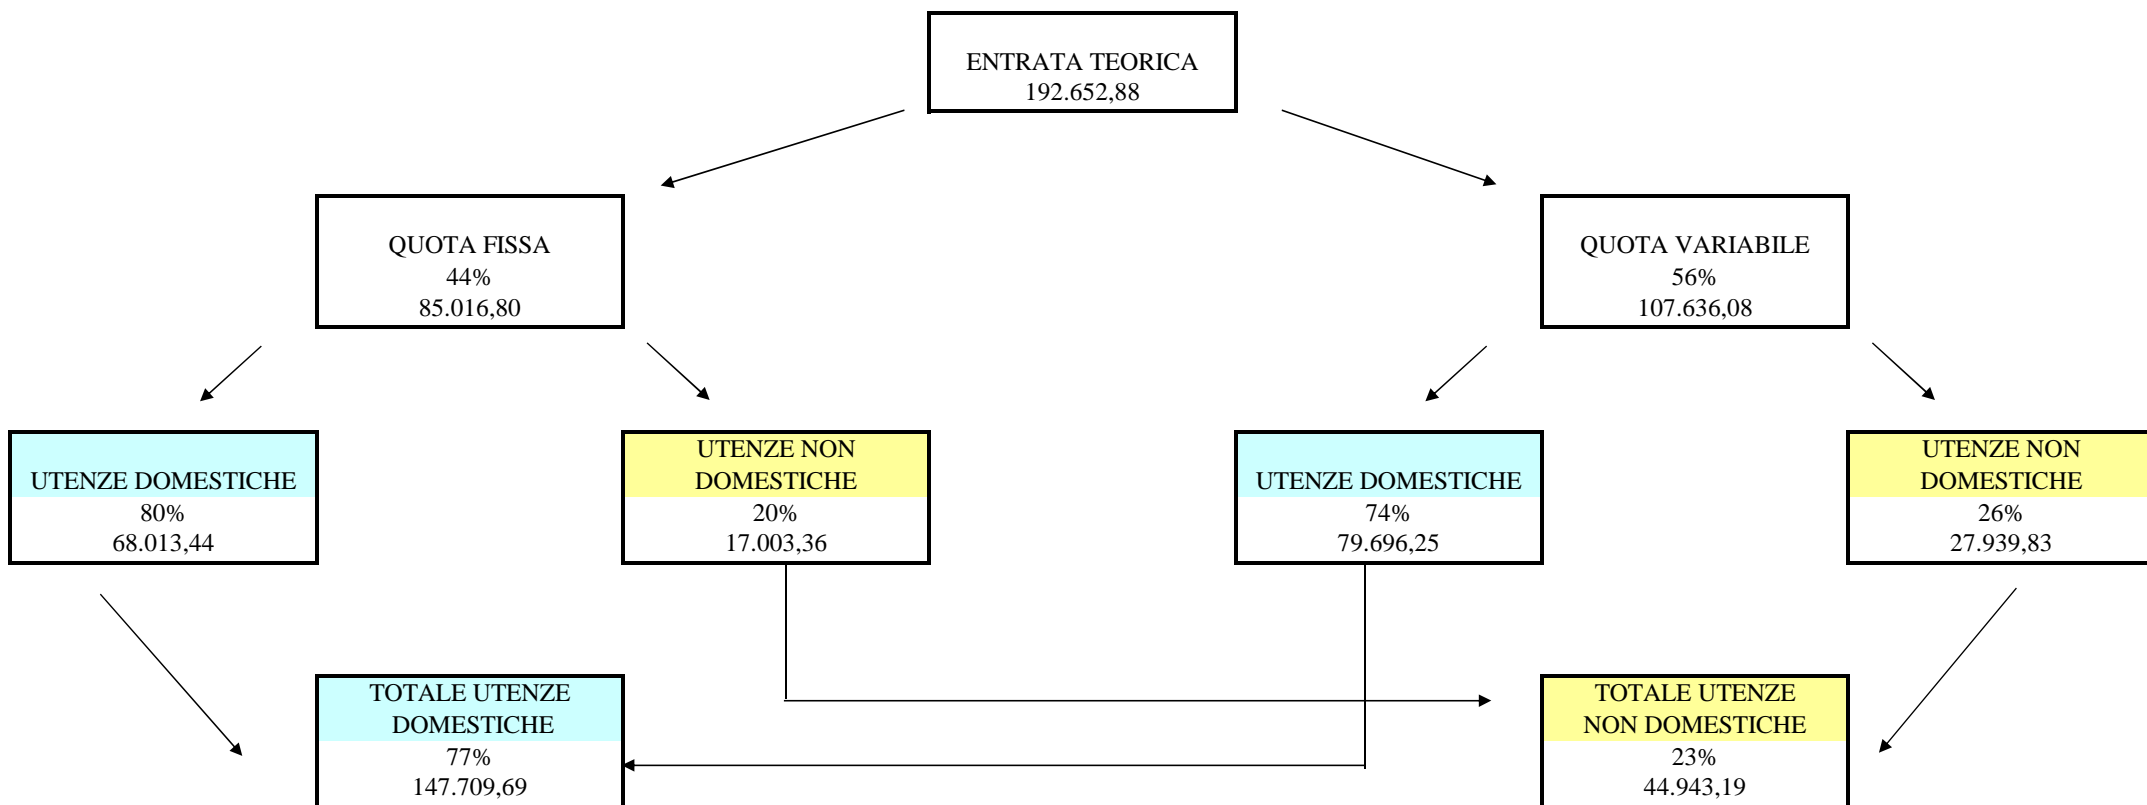 ENTRATA TEORICA
192.652,88
QUOTA FISSA
44%
85.016,80
QUOTA VARIABILE
56%
107.636,08
UTENZE DOMESTICHE
80%
68.013,44
UTENZE NON
DOMESTICHE
20%
17.003,36
UTENZE DOMESTICHE
74%
79.696,25
UTENZE NON
DOMESTICHE
26%
27.939,83
TOTALE UTENZE
DOMESTICHE
77%
147.709,69
TOTALE UTENZE
NON DOMESTICHE
23%
44.943,19